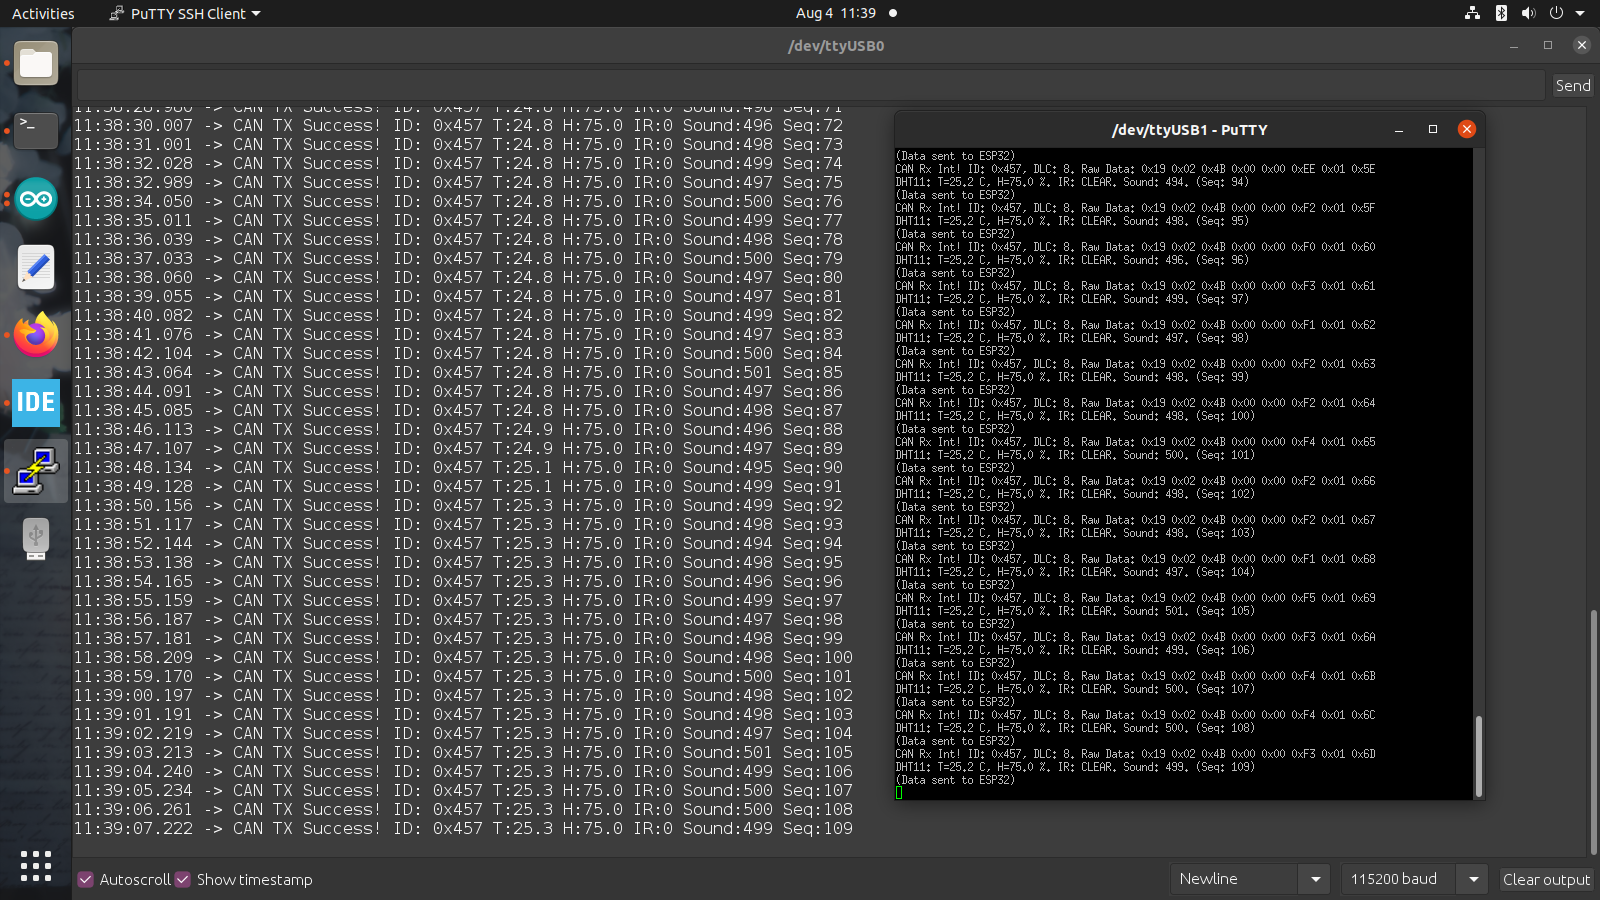 Activities
PuTTY SSH Client
Aug 4 11:39
/dev/ttyUSB0
Send
11:38:28.980 -> CAN TX Success! ID: 0x457 T:24.8 H:75.0 IR:0 Sound:498 Seq:71
11:38:30.007 -> CAN TX Success! ID: 0x457 T:24.8 H:75.0 IR:0 Sound:496 Seq:72
11:38:31.001 -> CAN TX Success! ID: 0x457 T:24.8 H:75.0 IR:0 Sound:498 Seq:73
11:38:32.028 -> CAN TX Success! ID: 0x457 T:24.8 H:75.0 IR:0 Sound:499 Seq:74
11:38:32.989 -> CAN TX Success! ID: 0x457 T:24.8 H:75.0 IR:0 Sound:497 Seq:75
11:38:34.050 -> CAN TX Success! ID: 0x457 T:24.8 H:75.0 IR:0 Sound:500 Seq:76
11:38:35.011 -> CAN TX Success! ID: 0x457 T:24.8 H:75.0 IR:0 Sound:499 Seq:77
11:38:36.039 -> CAN TX Success! ID: 0x457 T:24.8 H:75.0 IR:0 Sound:498 Seq:78
11:38:37.033 -> CAN TX Success! ID: 0x457 T:24.8 H:75.0 IR:0 Sound:500 Seq:79
11:38:38.060 -> CAN TX Success! ID: 0x457 T:24.8 H:75.0 IR:0 Sound:497 Seq:80
11:38:39.055 -> CAN TX Success! ID: 0x457 T:24.8 H:75.0 IR:0 Sound:497 Seq:81
11:38:40.082 -> CAN TX Success! ID: 0x457 T:24.8 H:75.0 IR:0 Sound:499 Seq:82
11:38:41.076 -> CAN TX Success! ID: 0x457 T:24.8 H:75.0 IR:0 Sound:497 Seq:83
11:38:42.104 -> CAN TX Success! ID: 0x457 T:24.8 H:75.0 IR:0 Sound:500 Seq:84
11:38:43.064 -> CAN TX Success! ID: 0x457 T:24.8 H:75.0 IR:0 Sound:501 Seq:85
11:38:44.091 -> CAN TX Success! ID: 0x457 T:24.8 H:75.0 IR:0 Sound:497 Seq:86
11:38:45.085 -> CAN TX Success! ID: 0x457 T:24.8 H:75.0 IR:0 Sound:498 Seq:87
11:38:46.113 -> CAN TX Success! ID: 0x457 T:24.9 H:75.0 IR:0 Sound:496 Seq:88
11:38:47.107 -> CAN TX Success! ID: 0x457 T:24.9 H:75.0 IR:0 Sound:497 Seq:89
11:38:48.134 -> CAN TX Success! ID: 0x457 T:25.1 H:75.0 IR:0 Sound:495 Seq:90
11:38:49.128 -> CAN TX Success! ID: 0x457 T:25.1 H:75.0 IR:0 Sound:499 Seq:91
11:38:50.156 -> CAN TX Success! ID: 0x457 T:25.3 H:75.0 IR:0 Sound:499 Seq:92
11:38:51.117 -> CAN TX Success! ID: 0x457 T:25.3 H:75.0 IR:0 Sound:498 Seq:93
11:38:52.144 -> CAN TX Success! ID: 0x457 T:25.3 H:75.0 IR:0 Sound:494 Seq:94
11:38:53.138 -> CAN TX Success! ID: 0x457 T:25.3 H:75.0 IR:0 Sound:498 Seq:95
11:38:54.165 -> CAN TX Success! ID: 0x457 T:25.3 H:75.0 IR:0 Sound:496 Seq:96
11:38:55.159 -> CAN TX Success! ID: 0x457 T:25.3 H:75.0 IR:0 Sound:499 Seq:97
11:38:56.187 -> CAN TX Success! ID: 0x457 T:25.3 H:75.0 IR:0 Sound:497 Seq:98
11:38:57.181 -> CAN TX Success! ID: 0x457 T:25.3 H:75.0 IR:0 Sound:498 Seq:99
11:38:58.209 -> CAN TX Success! ID: 0x457 T:25.3 H:75.0 IR:0 Sound:498 Seq:100
11:38:59.170 -> CAN TX Success! ID: 0x457 T:25.3 H:75.0 IR:0 Sound:500 Seq:101
11:39:00.197 -> CAN TX Success! ID: 0x457 T:25.3 H:75.0 IR:0 Sound:498 Seq:102
11:39:01.191 -> CAN TX Success! ID: 0x457 T:25.3 H:75.0 IR:0 Sound:498 Seq:103
11:39:02.219 -> CAN TX Success! ID: 0x457 T:25.3 H:75.0 IR:0 Sound:497 Seq:104
11:39:03.213 -> CAN TX Success! ID: 0x457 T:25.3 H:75.0 IR:0 Sound:501 Seq:105
11:39:04.240 -> CAN TX Success! ID: 0x457 T:25.3 H:75.0 IR:0 Sound:499 Seq:106
11:39:05.234 -> CAN TX Success! ID: 0x457 T:25.3 H:75.0 IR:0 Sound:500 Seq:107
11:39:06.261 -> CAN TX Success! ID: 0x457 T:25.3 H:75.0 IR:0 Sound:500 Seq:108
11:39:07.222 -> CAN TX Success! ID: 0x457 T:25.3 H:75.0 IR:0 Sound:499 Seq:109
/dev/ttyUSB1 - PuTTY
(Data sent to ESP32)
CAN Rx Int! ID: 0x457, DLC: 8. Raw Data: 0x19 0x02 0x4B 0x00 0x00 0xEE 0x01 0x5E
DHT11: T=25.2 C, H=75.0 %. IR: CLEAR. Sound: 494. (Seq: 94)
(Data sent to ESP32)
CAN Rx Int! ID: 0x457, DLC: 8. Raw Data: 0x19 0x02 0x4B 0x00 0x00 0xF2 0x01 0x5F
DHT11: T=25.2 C, H=75.0 %. IR: CLEAR. Sound: 498. (Seq: 95)
(Data sent to ESP32)
CAN Rx Int! ID: 0x457, DLC: 8. Raw Data: 0x19 0x02 0x4B 0x00 0x00 0xF0 0x01 0x60
DHT11: T=25.2 C, H=75.0 %. IR: CLEAR. Sound: 496. (Seq: 96)
(Data sent to ESP32)
CAN Rx Int! ID: 0x457, DLC: 8. Raw Data: 0x19 0x02 0x4B 0x00 0x00 0xF3 0x01 0x61
DHT11: T=25.2 C, H=75.0 %. IR: CLEAR. Sound: 499. (Seq: 97)
(Data sent to ESP32)
CAN Rx Int! ID: 0x457, DLC: 8. Raw Data: 0x19 0x02 0x4B 0x00 0x00 0xF1 0x01 0x62
DHT11: T=25.2 C, H=75.0 %. IR: CLEAR. Sound: 497. (Seq: 98)
(Data sent to ESP32)
CAN Rx Int! ID: 0x457, DLC: 8. Raw Data: 0x19 0x02 0x4B 0x00 0x00 0xF2 0x01 0x63
DHT11: T=25.2 C, H=75.0 %. IR: CLEAR. Sound: 498. (Seq: 99)
(Data sent to ESP32)
CAN Rx Int! ID: 0x457, DLC: 8. Raw Data: 0x19 0x02 0x4B 0x00 0x00 0xF2 0x01 0x64
DHT11: T=25.2 C, H=75.0 %. IR: CLEAR. Sound: 498. (Seq: 100)
(Data sent to ESP32)
CAN Rx Int! ID: 0x457, DLC: 8. Raw Data: 0x19 0x02 0x4B 0x00 0x00 0xF4 0x01 0x65
DHT11: T=25.2 C, H=75.0 %. IR: CLEAR. Sound: 500. (Seq: 101)
(Data sent to ESP32)
CAN Rx Int! ID: 0x457, DLC: 8. Raw Data: 0x19 0x02 0x4B 0x00 0x00 0xF2 0x01 0x66
DHT11: T=25.2 C, H=75.0 %. IR: CLEAR. Sound: 498. (Seq: 102)
(Data sent to ESP32)
CAN Rx Int! ID: 0x457, DLC: 8. Raw Data: 0x19 0x02 0x4B 0x00 0x00 0xF2 0x01 0x67
DHT11: T=25.2 C, H=75.0 %. IR: CLEAR. Sound: 498. (Seq: 103)
(Data sent to ESP32)
CAN Rx Int! ID: 0x457, DLC: 8. Raw Data: 0x19 0x02 0x4B 0x00 0x00 0xF1 0x01 0x68
DHT11: T=25.2 C, H=75.0 %. IR: CLEAR. Sound: 497. (Seq: 104)
(Data sent to ESP32)
CAN Rx Int! ID: 0x457, DLC: 8. Raw Data: 0x19 0x02 0x4B 0x00 0x00 0xF5 0x01 0x69
DHT11: T=25.2 C, H=75.0 %. IR: CLEAR. Sound: 501. (Seq: 105)
(Data sent to ESP32)
CAN Rx Int! ID: 0x457, DLC: 8. Raw Data: 0x19 0x02 0x4B 0x00 0x00 0xF3 0x01 0x6A
DHT11: T=25.2 C, H=75.0 %. IR: CLEAR. Sound: 499. (Seq: 106)
(Data sent to ESP32)
CAN Rx Int! ID: 0x457, DLC: 8. Raw Data: 0x19 0x02 0x4B 0x00 0x00 0xF4 0x01 0x6B
DHT11: T=25.2 C, H=75.0 %. IR: CLEAR. Sound: 500. (Seq: 107)
(Data sent to ESP32)
CAN Rx Int! ID: 0x457, DLC: 8. Raw Data: 0x19 0x02 0x4B 0x00 0x00 0xF4 0x01 0x6C
DHT11: T=25.2 C, H=75.0 %. IR: CLEAR. Sound: 500. (Seq: 108)
(Data sent to ESP32)
CAN Rx Int! ID: 0x457, DLC: 8. Raw Data: 0x19 0x02 0x4B 0x00 0x00 0xF3 0x01 0x6D
DHT11: T=25.2 C, H=75.0 %. IR: CLEAR. Sound: 499. (Seq: 109)
(Data sent to ESP32)
IDE
Autoscroll
Show timestamp
Newline
115200 baud
Clear output